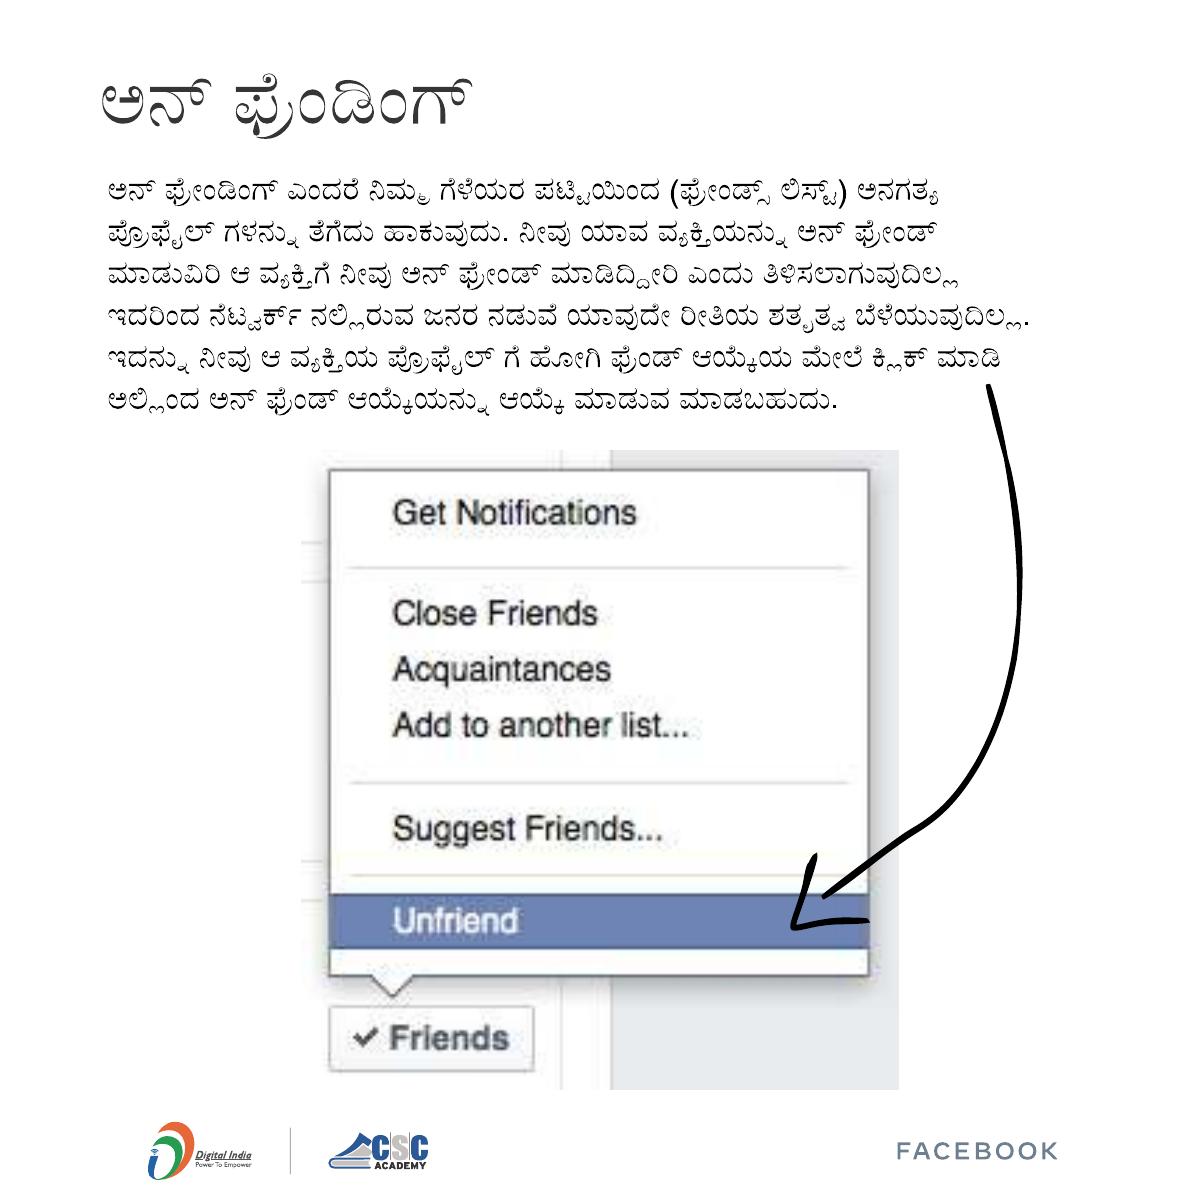 ಅನ್ ಫ್ರೆಂಡಿಂಗ್
ಅನ್ ಫ್ರೇಂಡಿಂಗ್ ಎಂದರೆ ನಿಮ್ಮ ಗೆಳೆಯರ ಪಟ್ಟಿಯಿಂದ (ಫ್ರೇಂಡ್ಸ್ ಲಿಸ್ಟ್) ಅನಗತ್ಯ
ಪ್ರೊಫೈಲ್ ಗಳನ್ನು ತೆಗೆದು ಹಾಕುವುದು. ನೀವು ಯಾವ ವ್ಯಕ್ತಿಯನ್ನು ಅನ್ ಫ್ರೇಂಡ್
ಮಾಡುವಿರಿ ಆ ವ್ಯಕ್ತಿಗೆ ನೀವು ಅನ್ ಫ್ರೇಂಡ್ ಮಾಡಿದ್ದೀರಿ ಎಂದು ತಿಳಿಸಲಾಗುವುದಿಲ್ಲ
ಇದರಿಂದ ನೆಟ್ವರ್ಕ್ ನಲ್ಲಿರುವ ಜನರ ನಡುವೆ ಯಾವುದೇ ರೀತಿಯ ಶತೃತ್ವ ಬೆಳೆಯುವುದಿಲ್ಲ.
ಇದನ್ನು ನೀವು ಆ ವ್ಯಕ್ತಿಯ ಪ್ರೊಫೈಲ್ ಗೆ ಹೋಗಿ ಫ್ರೆಂಡ್ ಆಯ್ಕೆಯ ಮೇಲೆ ಕ್ಲಿಕ್ ಮಾಡಿ
ಅಲ್ಲಿಂದ ಅನ್ ಫ್ರೆಂಡ್ ಆಯ್ಕೆಯನ್ನು ಆಯ್ಕೆ ಮಾಡುವ ಮಾಡಬಹುದು.
Get Notifications
Close Friends
Acquaintances
Add to another list...
Suggest Friends...
Unfriend
Friends
Digital India
Power To Empower
CSC
ACADEMY
FACEBOOK